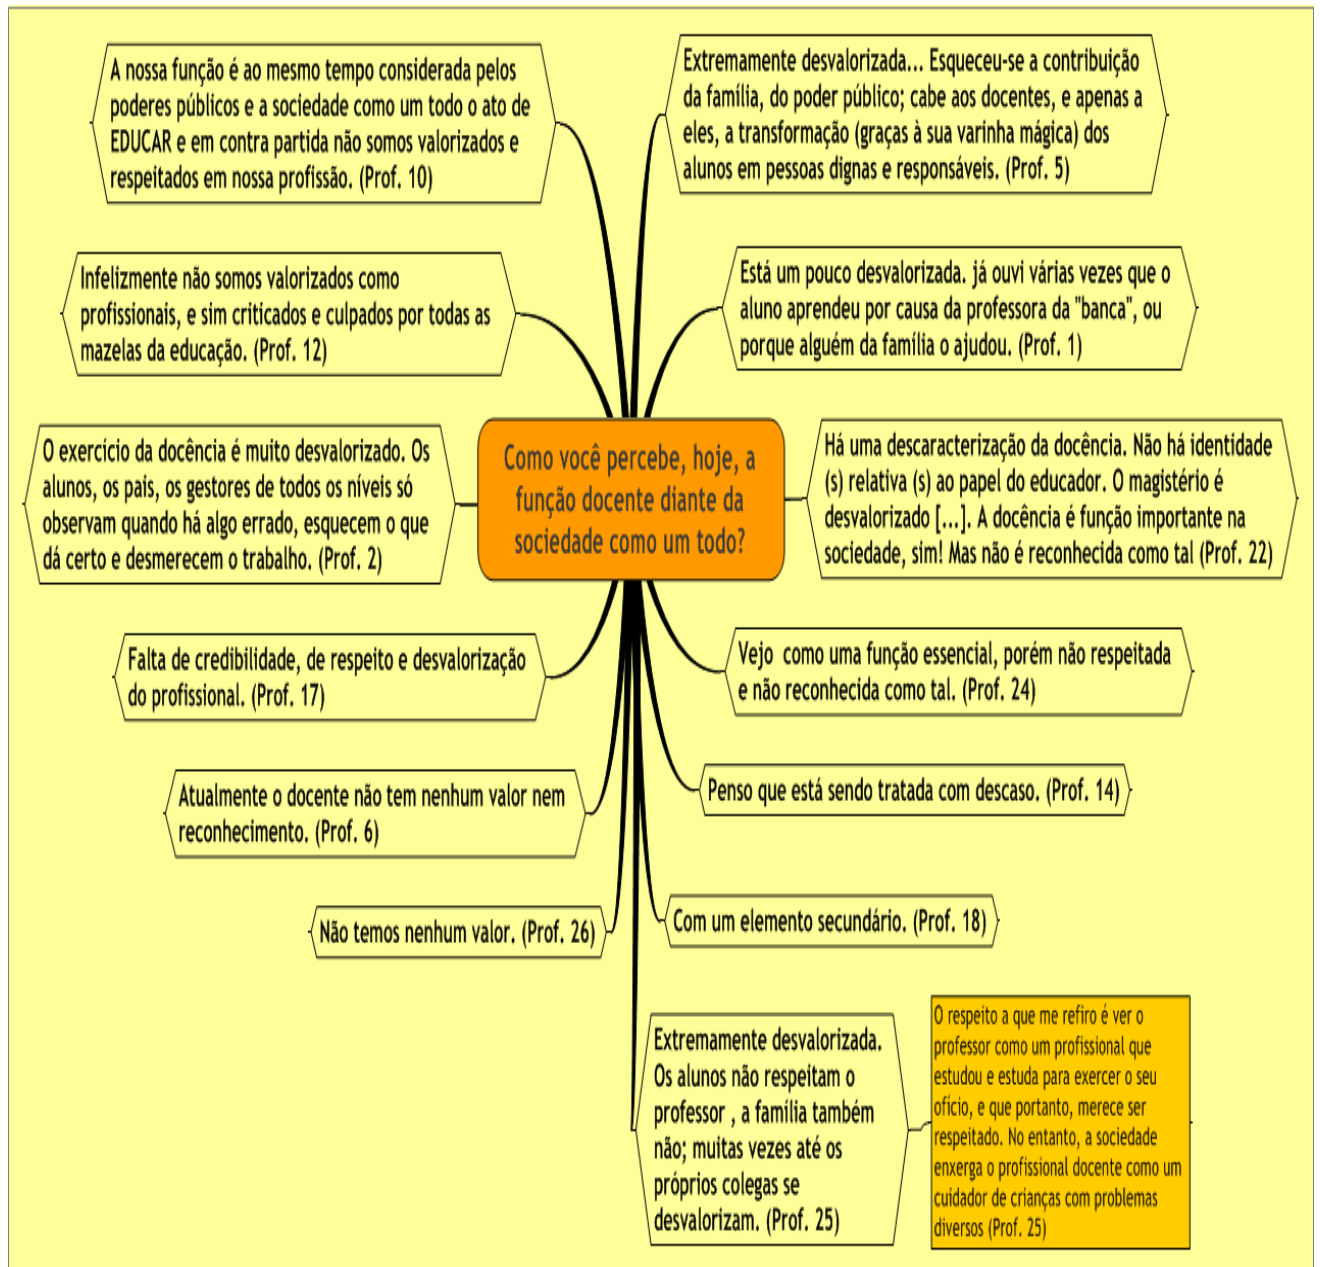 A nossa função é ao mesmo tempo considerada pelos
poderes públicos e a sociedade como um todo o ato de
EDUCAR e em contra partida não somos valorizados e
respeitados em nossa profissão. (Prof. 10)
Extremamente desvalorizada... Esqueceu-se a contribuição
da família, do poder público; cabe aos docentes, e apenas a
eles, a transformação (graças à sua varinha mágica) dos
alunos em pessoas dignas e responsáveis. (Prof. 5)
Infelizmente não somos valorizados como
profissionais, e sim criticados e culpados por todas as
mazelas da educação. (Prof. 12)
Está um pouco desvalorizada. já ouvi várias vezes que o
aluno aprendeu por causa da professora da "banca", ou
porque alguém da família o ajudou. (Prof. 1)
O exercício da docência é muito desvalorizado. Os
alunos, os pais, os gestores de todos os níveis só
observam quando há algo errado, esquecem o que
dá certo e desmerecem o trabalho. (Prof. 2)
Como você percebe, hoje, a
função docente diante da
sociedade como um todo?
Há uma descaracterização da docência. Não há identidade
(s) relativa (s) ao papel do educador. O magistério é
desvalorizado [...]. A docência é função importante na
sociedade, sim! Mas não é reconhecida como tal (Prof. 22)
Falta de credibilidade, de respeito e desvalorização
do profissional. (Prof. 17)
Vejo como uma função essencial, porém não respeitada
e não reconhecida como tal. (Prof. 24)
Atualmente o docente não tem nenhum valor nem
reconhecimento. (Prof. 6)
Penso que está sendo tratada com descaso. (Prof. 14)
Não temos nenhum valor. (Prof. 26)
Com um elemento secundário. (Prof. 18)
Extremamente desvalorizada.
Os alunos não respeitam o
professor , a família também
não; muitas vezes até os
próprios colegas se
desvalorizam. (Prof. 25)
O respeito a que me refiro é ver o
professor como um profissional que
estudou e estuda para exercer o seu
ofício, e que portanto, merece ser
respeitado. No entanto, a sociedade
enxerga o profissional docente como um
cuidador de crianças com problemas
diversos (Prof. 25)